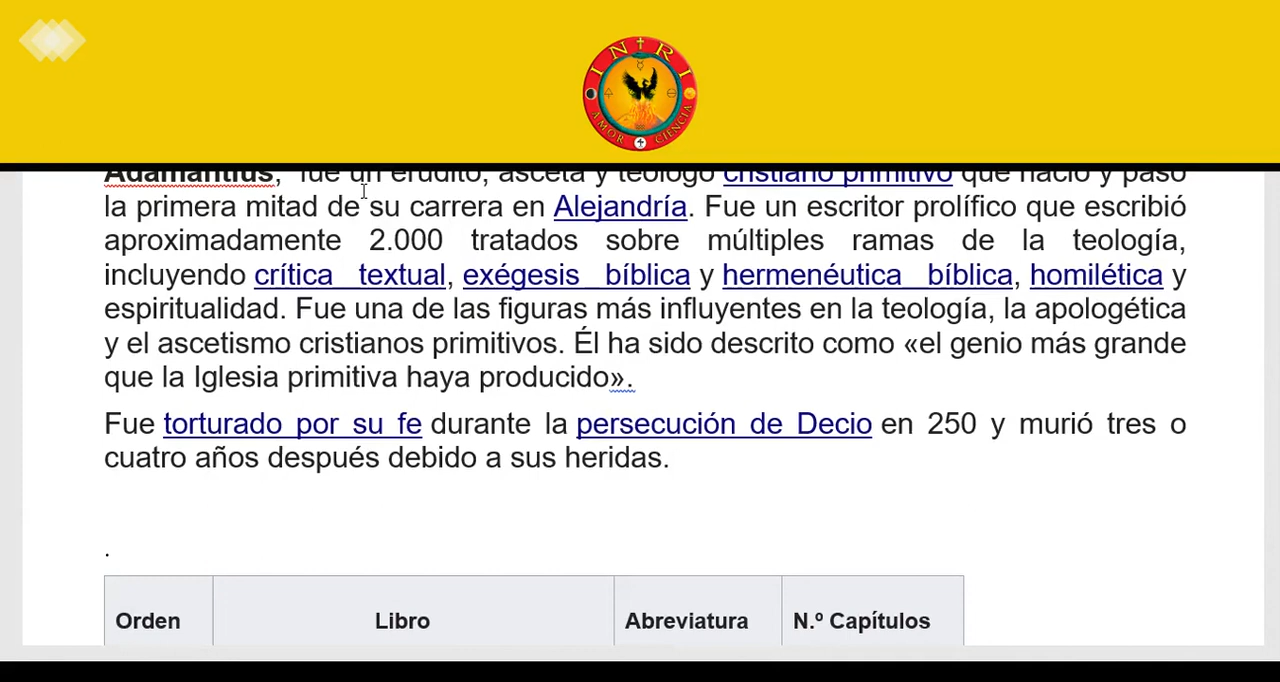 INRI
AMOR CIENCIA
Adamantius, fue un erudito, asceta y teólogo cristiano primitivo que nació y pasó
la primera mitad de su carrera en Alejandría. Fue un escritor prolífico que escribió
aproximadamente 2.000 tratados sobre múltiples ramas de la teología,
incluyendo crítica textual, exégesis bíblica y hermenéutica bíblica, homilética y
espiritualidad. Fue una de las figuras más influyentes en la teología, la apologética
y el ascetismo cristianos primitivos. Él ha sido descrito como «el genio más grande
que la Iglesia primitiva haya producido».
Fue torturado por su fe durante la persecución de Decio en 250 y murió tres o
cuatro años después debido a sus heridas.
.
Orden Libro Abreviatura N.º Capítulos